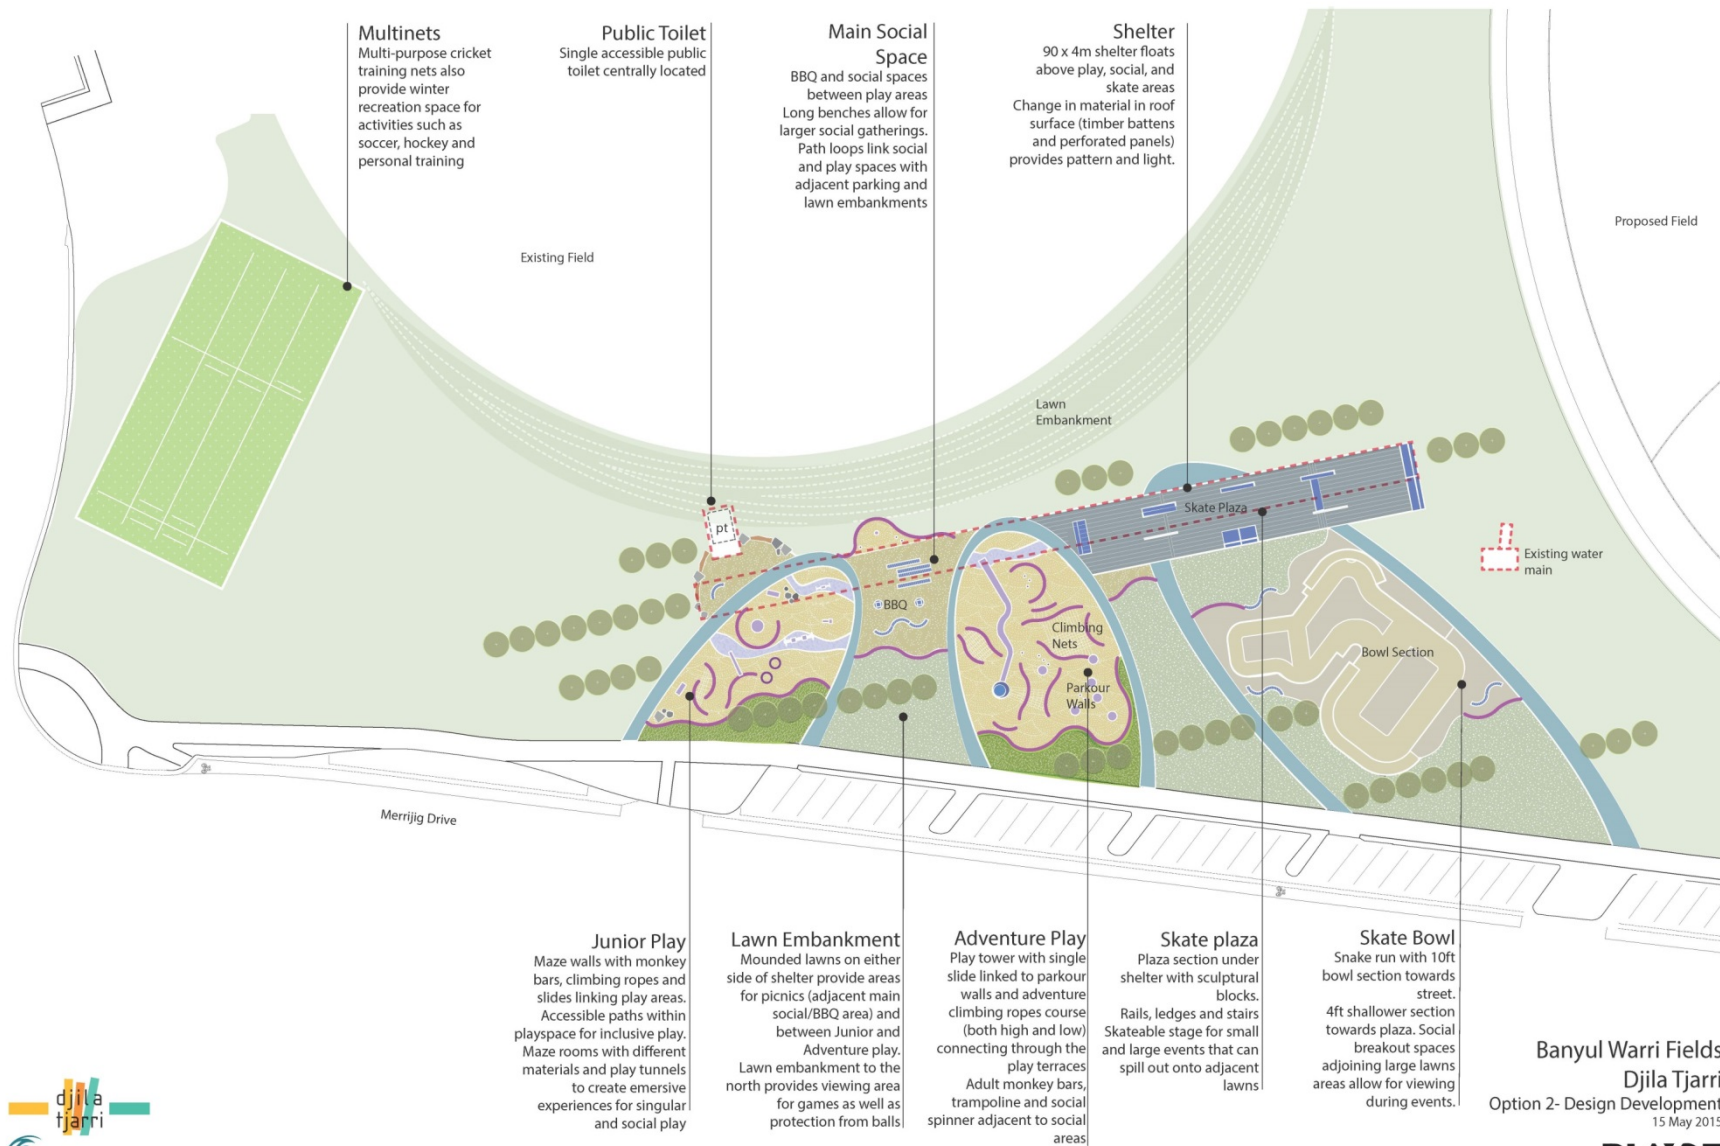 Multinets
Multi-purpose cricket
training nets also
provide winter
recreation space for
activities such as
soccer, hockey and
personal training
Public Toilet
Single accessible public
toilet centrally located
Main Social
Space
BBQ and social spaces
between play areas
Long benches allow for
larger social gatherings.
Path loops link social
and play spaces with
adjacent parking and
lawn embankments
Shelter
90 x 4m shelter floats
above play, social, and
skate areas
Change in material in roof
surface (timber battens
and perforated panels)
provides pattern and light.
Proposed Field
Existing Field
Lawn
Embankment
Skate Plaza
pt
Existing water
main
BBQ
Climbing
Nets
Bowl Section
Parkour
Walls
Merrijig Drive
Junior Play
Maze walls with monkey
bars, climbing ropes and
slides linking play areas.
Accessible paths within
playspace for inclusive play.
Maze rooms with different
materials and play tunnels
to create emersive
experiences for singular
and social play
Lawn Embankment
Mounded lawns on either
side of shelter provide areas
for picnics (adjacent main
social/BBQ area) and
between Junior and
Adventure play.
Lawn embankment to the
north provides viewing area
for games as well as
protection from balls
Adventure Play
Play tower with single
slide linked to parkour
walls and adventure
climbing ropes course
(both high and low)
connecting through the
play terraces
Adult monkey bars,
trampoline and social
spinner adjacent to social
areas
Skate plaza
Plaza section under
shelter with sculptural
blocks.
Rails, ledges and stairs
Skateable stage for small
and large events that can
spill out onto adjacent
lawns
Skate Bowl
Snake run with 10ft
bowl section towards
street.
4ft shallower section
towards plaza. Social
breakout spaces
adjoining large lawns
areas allow for viewing
during events.
Banyul Warri Fields
Djila Tjarri
Option 2- Design Development
15 May 2015
djila
tjarri